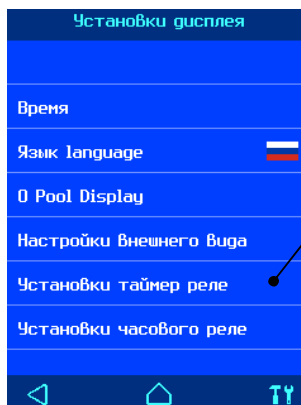 Установки дисплея
Время
Язык language
О Pool Display
Настройки внешнего вида
Установки таймер реле
Установки часового реле